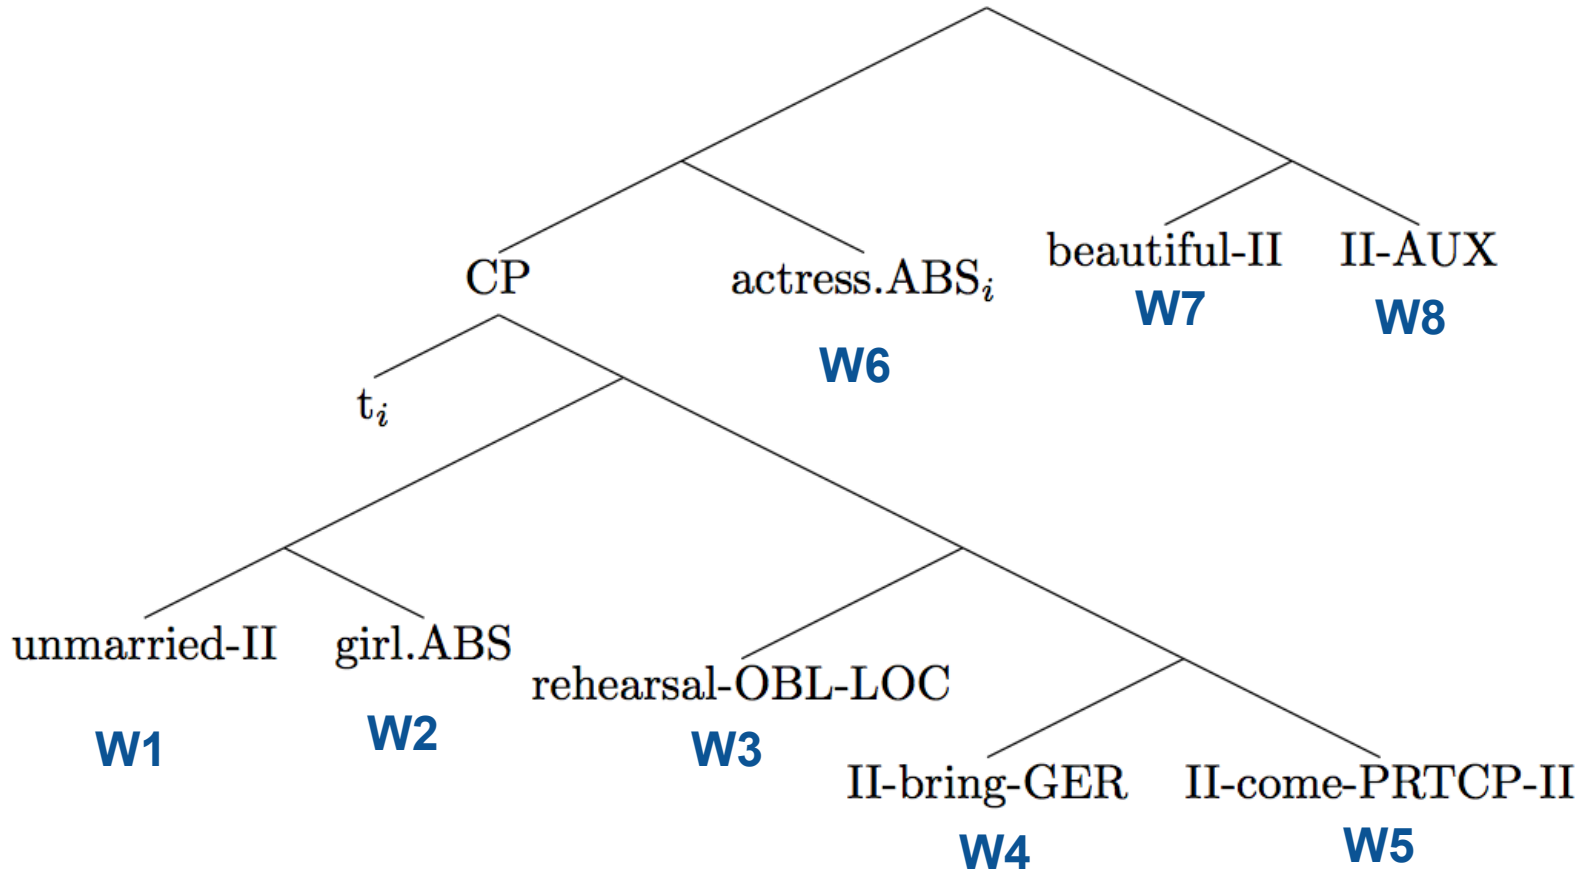 beautiful-II II-AUX
CP actress.ABSi
W7 W8
W6
ti
unmarried-II girl.ABS
rehearsal-OBL-LOC
W1 W2 W3
II-bring-GER II-come-PRTCP-II
W4 W5